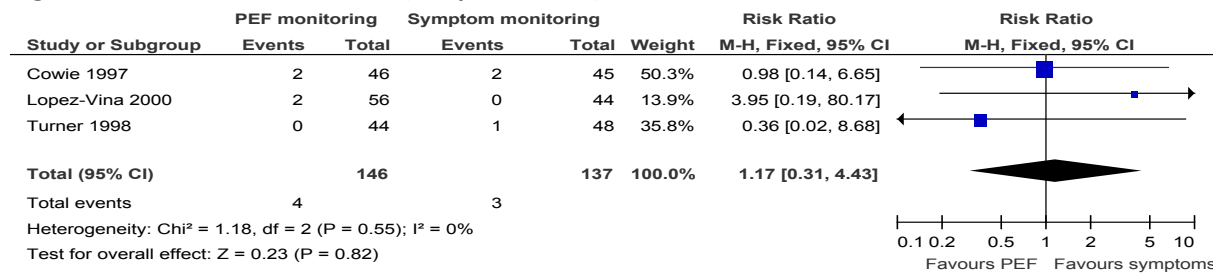 PEF monitoring Symptom monitoring Risk Ratio Risk Ratio
Study or Subgroup Events Total Events Total Weight M-H, Fixed, 95% CI M-H, Fixed, 95% CI
Cowie 1997 2 46 2 45 50.3% 0.98 [0.14, 6.65]
Lopez-Vina 2000 2 56 0 44 13.9% 3.95 [0.19, 80.17]
Turner 1998 0 44 1 48 35.8% 0.36 [0.02, 8.68]
Total (95% CI) 146 137 100.0% 1.17 [0.31, 4.43]
Total events 4 3
Heterogeneity: Chi² = 1.18, df = 2 (P = 0.55); I² = 0%
Test for overall effect: Z = 0.23 (P = 0.82)
0.1 0.2 0.5 1 2 5 10
Favours PEF Favours symptoms